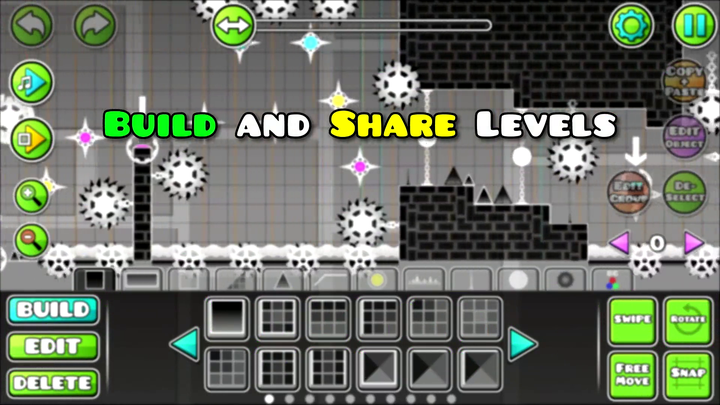 Build and Share Levels
Copy
+
Paste
Edit
Object
Edit
Group
De-
Select
0
BUILD
EDIT
DELETE
SWIPE
ROTATE
FREE
MOVE
SNAP